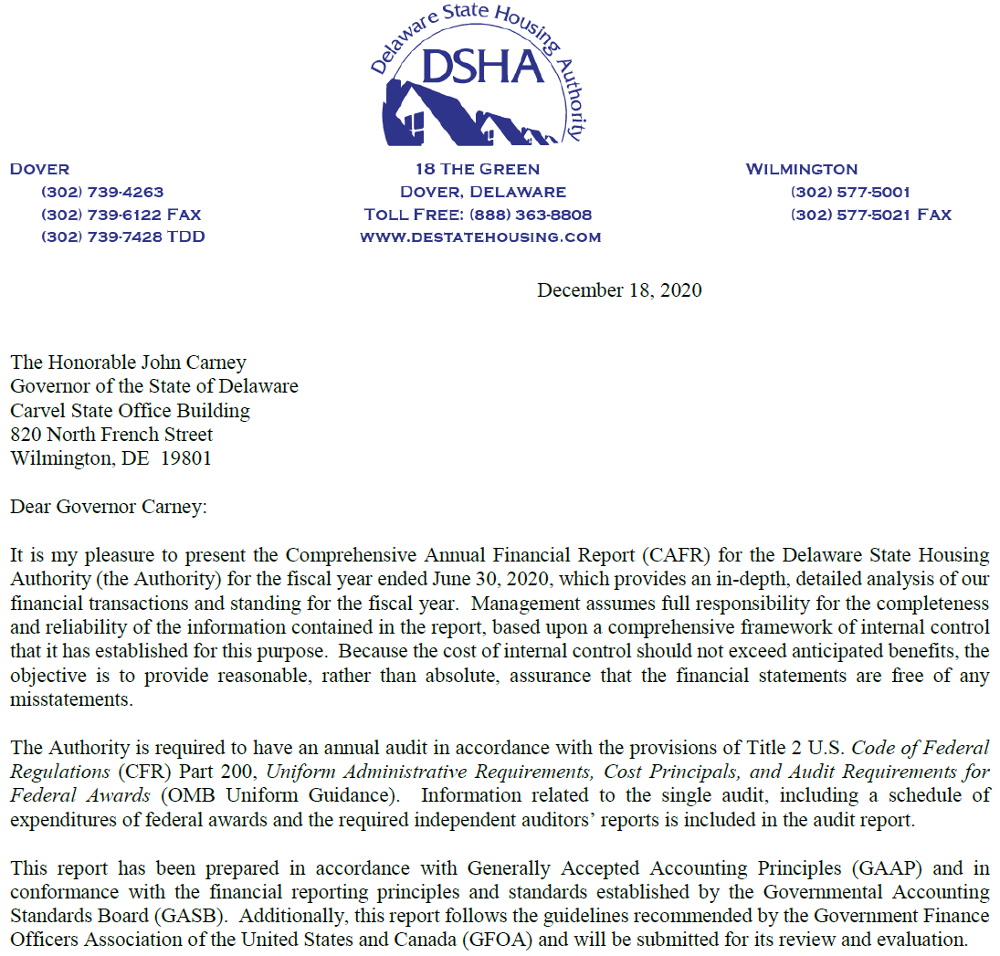 Delaware State Housing Authority
DSHA
DOVER
(302) 739-4263
(302) 739-6122 FAX
(302) 739-7428 TDD
18 THE GREEN
DOVER, DELAWARE
TOLL FREE: (888) 363-8808
WWW.DESTATEHOUSING.COM
WILMINGTON
(302) 577-5001
(302) 577-5021 FAX
December 18, 2020
The Honorable John Carney
Governor of the State of Delaware
Carvel State Office Building
820 North French Street
Wilmington, DE  19801
Dear Governor Carney:
It is my pleasure to present the Comprehensive Annual Financial Report (CAFR) for the Delaware State Housing
Authority (the Authority) for the fiscal year ended June 30, 2020, which provides an in-depth, detailed analysis of our
financial transactions and standing for the fiscal year.  Management assumes full responsibility for the completeness
and reliability of the information contained in the report, based upon a comprehensive framework of internal control
that it has established for this purpose.  Because the cost of internal control should not exceed anticipated benefits, the
objective is to provide reasonable, rather than absolute, assurance that the financial statements are free of any
misstatements.
The Authority is required to have an annual audit in accordance with the provisions of Title 2 U.S. Code of Federal
Regulations (CFR) Part 200, Uniform Administrative Requirements, Cost Principals, and Audit Requirements for
Federal Awards (OMB Uniform Guidance).  Information related to the single audit, including a schedule of
expenditures of federal awards and the required independent auditors’ reports is included in the audit report.
This report has been prepared in accordance with Generally Accepted Accounting Principles (GAAP) and in
conformance with the financial reporting principles and standards established by the Governmental Accounting
Standards Board (GASB).  Additionally, this report follows the guidelines recommended by the Government Finance
Officers Association of the United States and Canada (GFOA) and will be submitted for its review and evaluation.